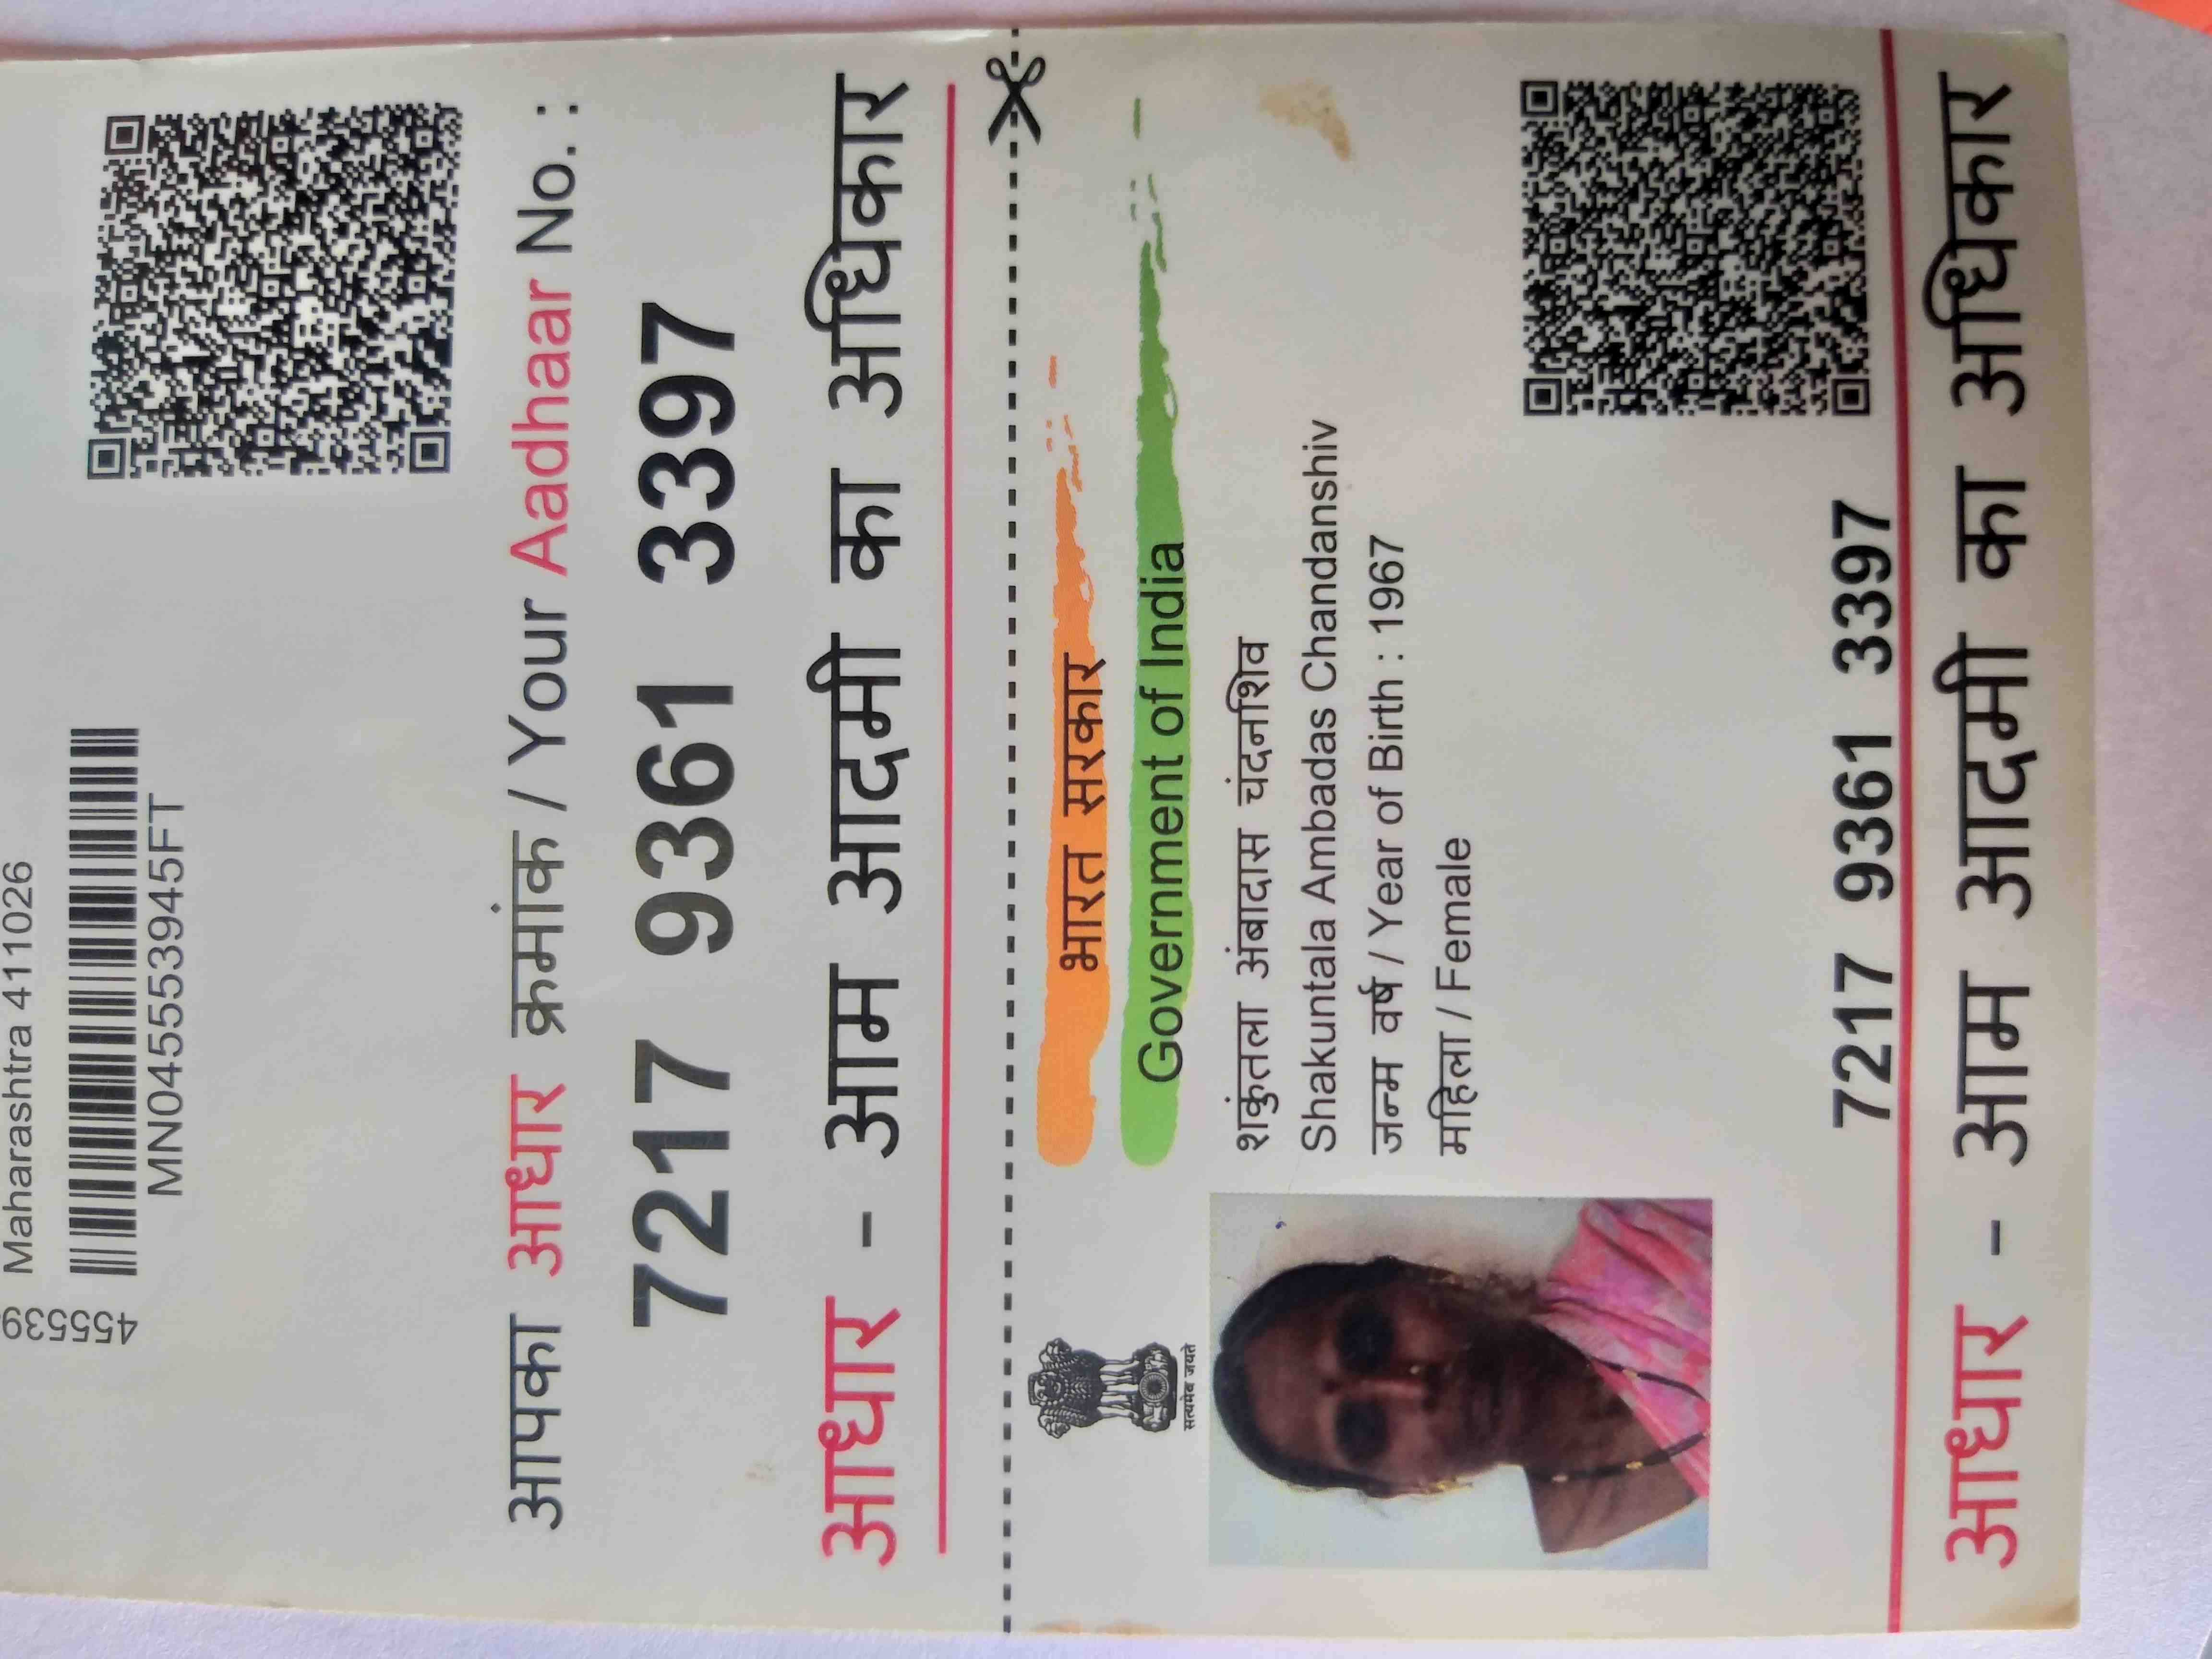 Maharashtra 411026
MN045553945FT
आपका आधार क्रमांक / Your Aadhaar No. :
7217 9361 3397
आधार - आम आदमी का अधिकार
भारत सरकार
Government of India
सत्यमेव जयते
शकुंतला अंबादास चंदनशिव
Shakuntala Ambadas Chandanshiv
जन्म वर्ष / Year of Birth : 1967
महिला / Female
7217 9361 3397
आधार - आम आदमी का अधिकार